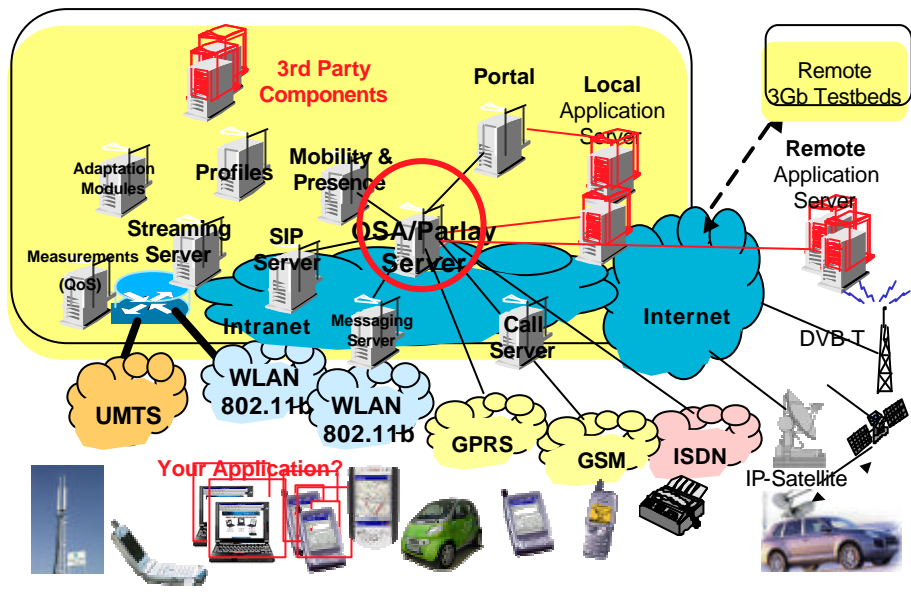 3rd Party
Components
Portal
Local
Application
Server
Remote
3Gb Testbeds
Remote
Application
Server
Adaptation
Modules
Profiles
Mobility &
Presence
Streaming
Server
SIP
Server
OSA/Parlay
Server
Measurements
(QoS)
Intranet
Messaging
Server
Call
Server
Internet
DVB-T
UMTS
WLAN
802.11b
WLAN
802.11b
GPRS
GSM
ISDN
IP-Satellite
Your Application?